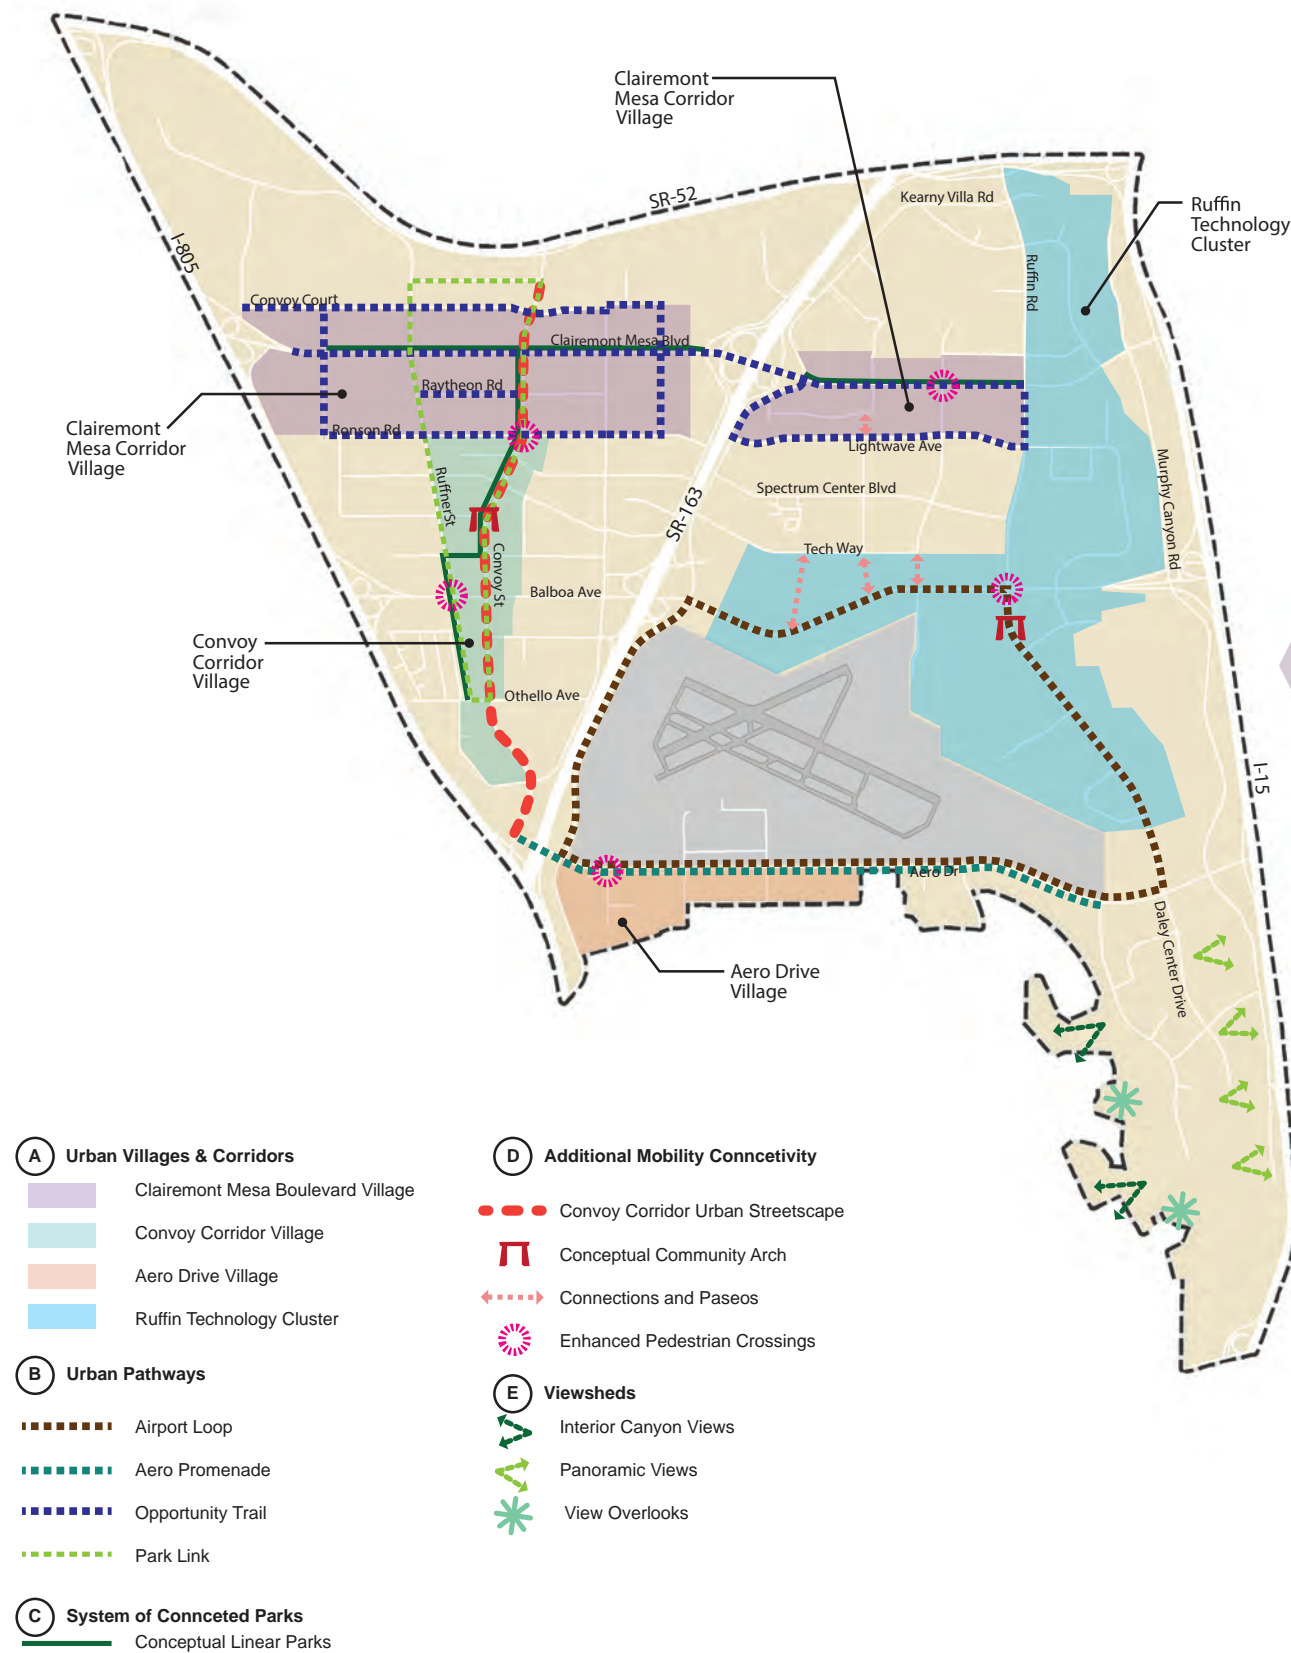 Clairemont
Mesa Corridor
Village
SR-52
Kearny Villa Rd
Ruffin
Technology
Cluster
I-805
Ruffin Rd
Convoy Court
Clairemont Mesa Blvd
Raytheon Rd
Clairemont
Mesa Corridor
Village
Ronson Rd
Lightwave Ave
Ruffner St
Spectrum Center Blvd
SR-163
Murphy Canyon Rd
Convoy St
Tech Way
Balboa Ave
Convoy
Corridor
Village
Othello Ave
I-15
Aero Dr
Daley Center Drive
Aero Drive
Village
A Urban Villages & Corridors
Clairemont Mesa Boulevard Village
Convoy Corridor Village
Aero Drive Village
Ruffin Technology Cluster
B Urban Pathways
Airport Loop
Aero Promenade
Opportunity Trail
Park Link
C System of Connceted Parks
Conceptual Linear Parks
D Additional Mobility Conncetivity
Convoy Corridor Urban Streetscape
Conceptual Community Arch
Connections and Paseos
Enhanced Pedestrian Crossings
E Viewsheds
Interior Canyon Views
Panoramic Views
View Overlooks